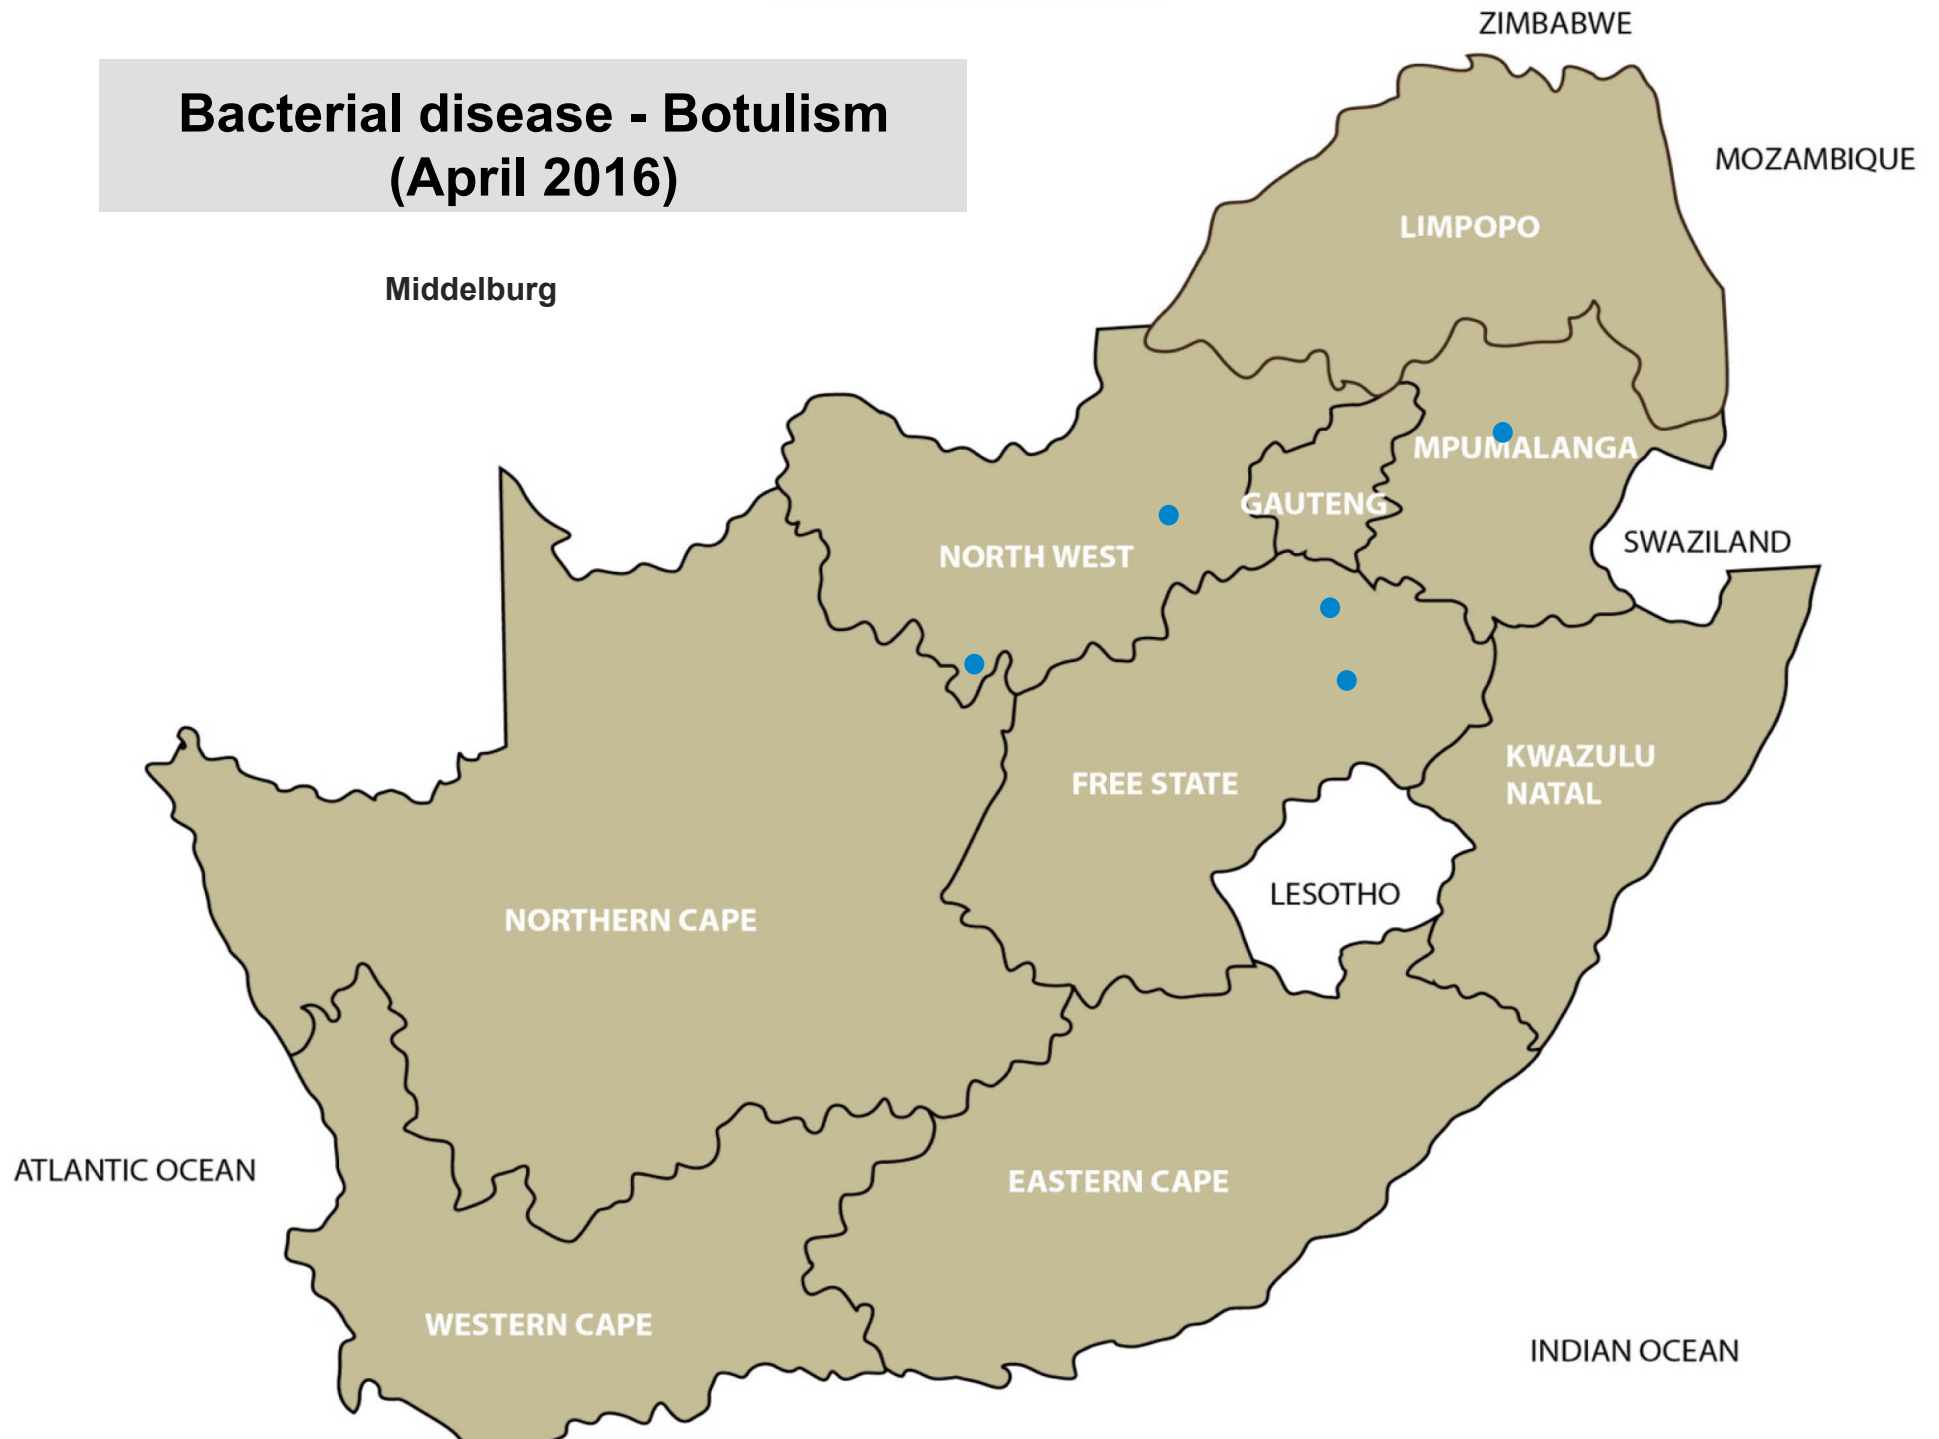 ZIMBABWE
Bacterial disease - Botulism
(April 2016)
MOZAMBIQUE
LIMPOPO
Middelburg
MPUMALANGA
GAUTENG
SWAZILAND
NORTH WEST
KWAZULU
NATAL
FREE STATE
LESOTHO
NORTHERN CAPE
ATLANTIC OCEAN
EASTERN CAPE
WESTERN CAPE
INDIAN OCEAN